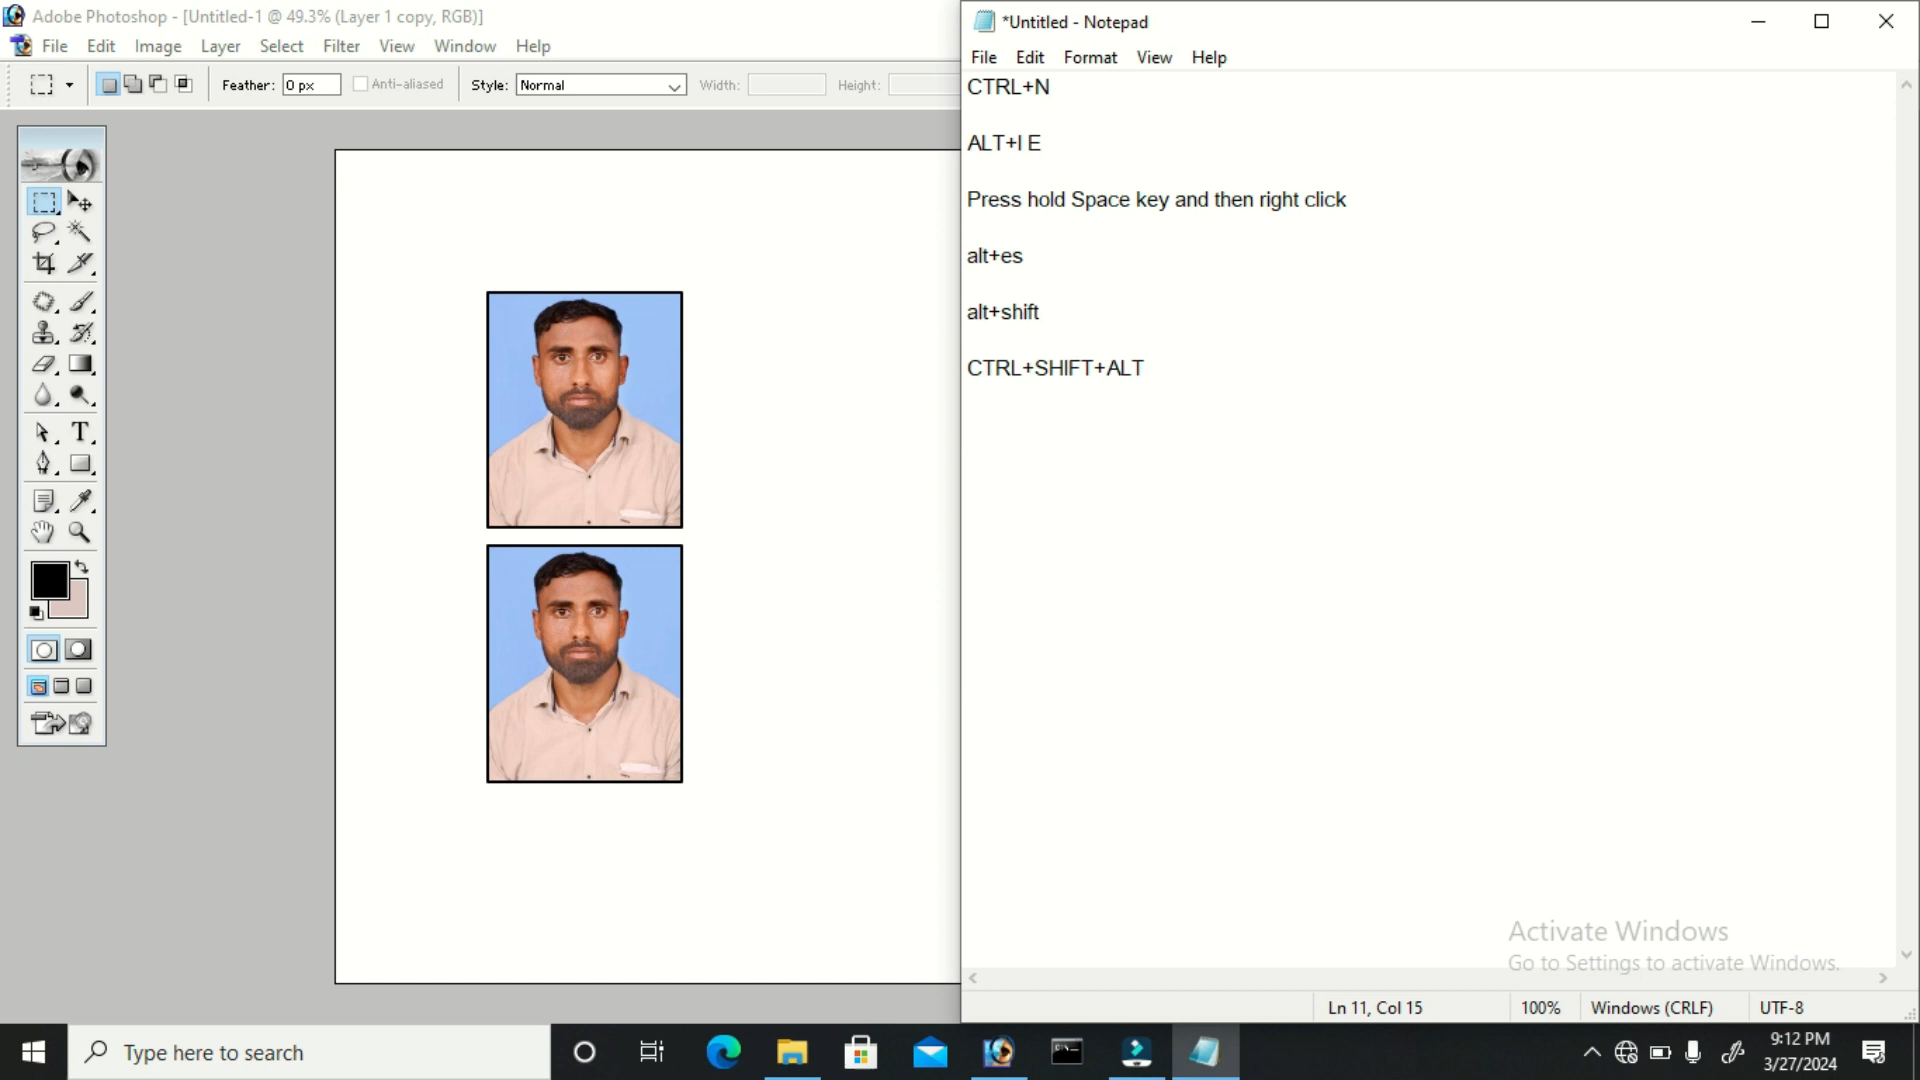 Adobe Photoshop - [Untitled-1 @ 49.3% (Layer 1 copy, RGB)]
File Edit Image Layer Select Filter View Window Help
Feather: 0 px Anti-aliased Style: Normal Width: Height:
*Untitled - Notepad
File Edit Format View Help
CTRL+N
ALT+I E
Press hold Space key and then right click
alt+es
alt+shift
CTRL+SHIFT+ALT
Activate Windows
Go to Settings to activate Windows.
Ln 11, Col 15 100% Windows (CRLF) UTF-8
Type here to search
9:12 PM
3/27/2024